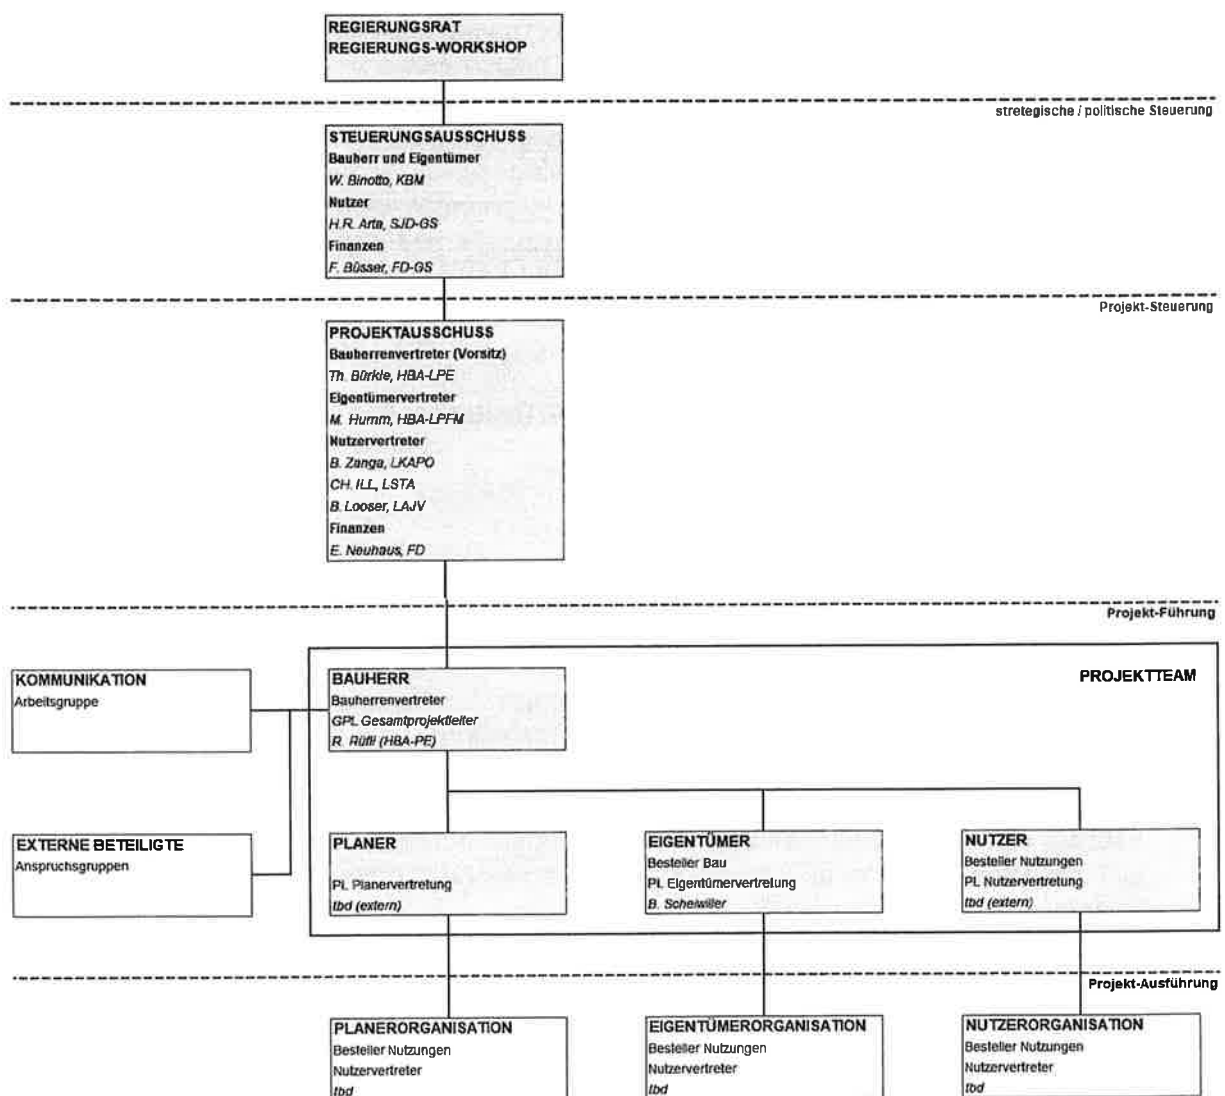 REGIERUNGSRAT
REGIERUNGS-WORKSHOP
stretegische / politische Steuerung
STEUERUNGSAUSSCHUSS
Bauherr und Eigentümer
W. Binotto, KBM
Nutzer
H.R. Arta, SJD-GS
Finanzen
F. Büsser, FD-GS
Projekt-Steuerung
PROJEKTAUSSCHUSS
Bauherrenvertreter (Vorsitz)
Th. Bürkle, HBA-LPE
Eigentümervertreter
M. Humm, HBA-LPFM
Nutzervertreter
B. Zanga, LKAPO
CH. ILL, LSTA
B. Looser, LAJV
Finanzen
E. Neuhaus, FD
Projekt-Führung
PROJEKTTEAM
KOMMUNIKATION
Arbeitsgruppe
BAUHERR
Bauherrenvertreter
GPL Gesamtprojektleiter
R. Rüfli (HBA-PE)
EXTERNE BETEILIGTE
Anspruchsgruppen
PLANER
PL Planervertretung
tbd (extern)
EIGENTÜMER
Besteller Bau
PL Eigentümervertretung
B. Scheiwiller
NUTZER
Besteller Nutzungen
PL Nutzervertretung
tbd (extern)
Projekt-Ausführung
PLANERORGANISATION
Besteller Nutzungen
Nutzervertreter
tbd
EIGENTÜMERORGANISATION
Besteller Nutzungen
Nutzervertreter
tbd
NUTZERORGANISATION
Besteller Nutzungen
Nutzervertreter
tbd